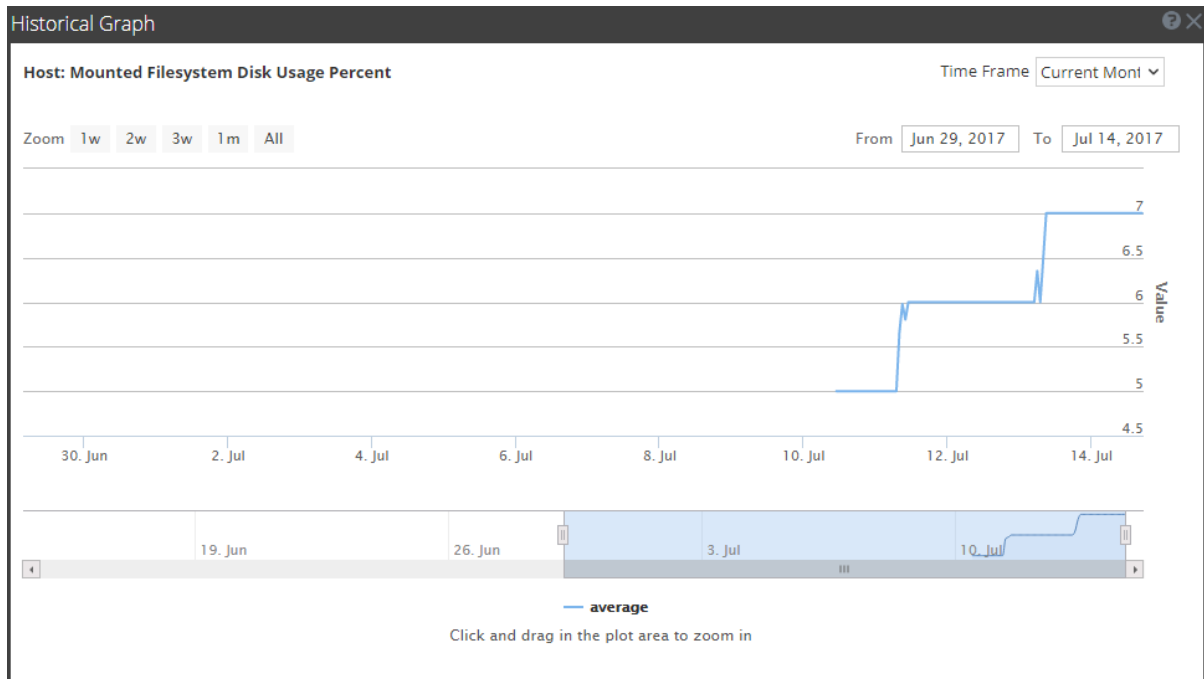 Historical Graph
Host: Mounted Filesystem Disk Usage Percent
Time Frame Current Mont
Zoom 1w 2w 3w 1m All
From Jun 29, 2017 To Jul 14, 2017
7
6.5
6
5.5
5
4.5
Value
30. Jun 2. Jul 4. Jul 6. Jul 8. Jul 10. Jul 12. Jul 14. Jul
19. Jun 26. Jun 3. Jul 10. Jul
average
Click and drag in the plot area to zoom in